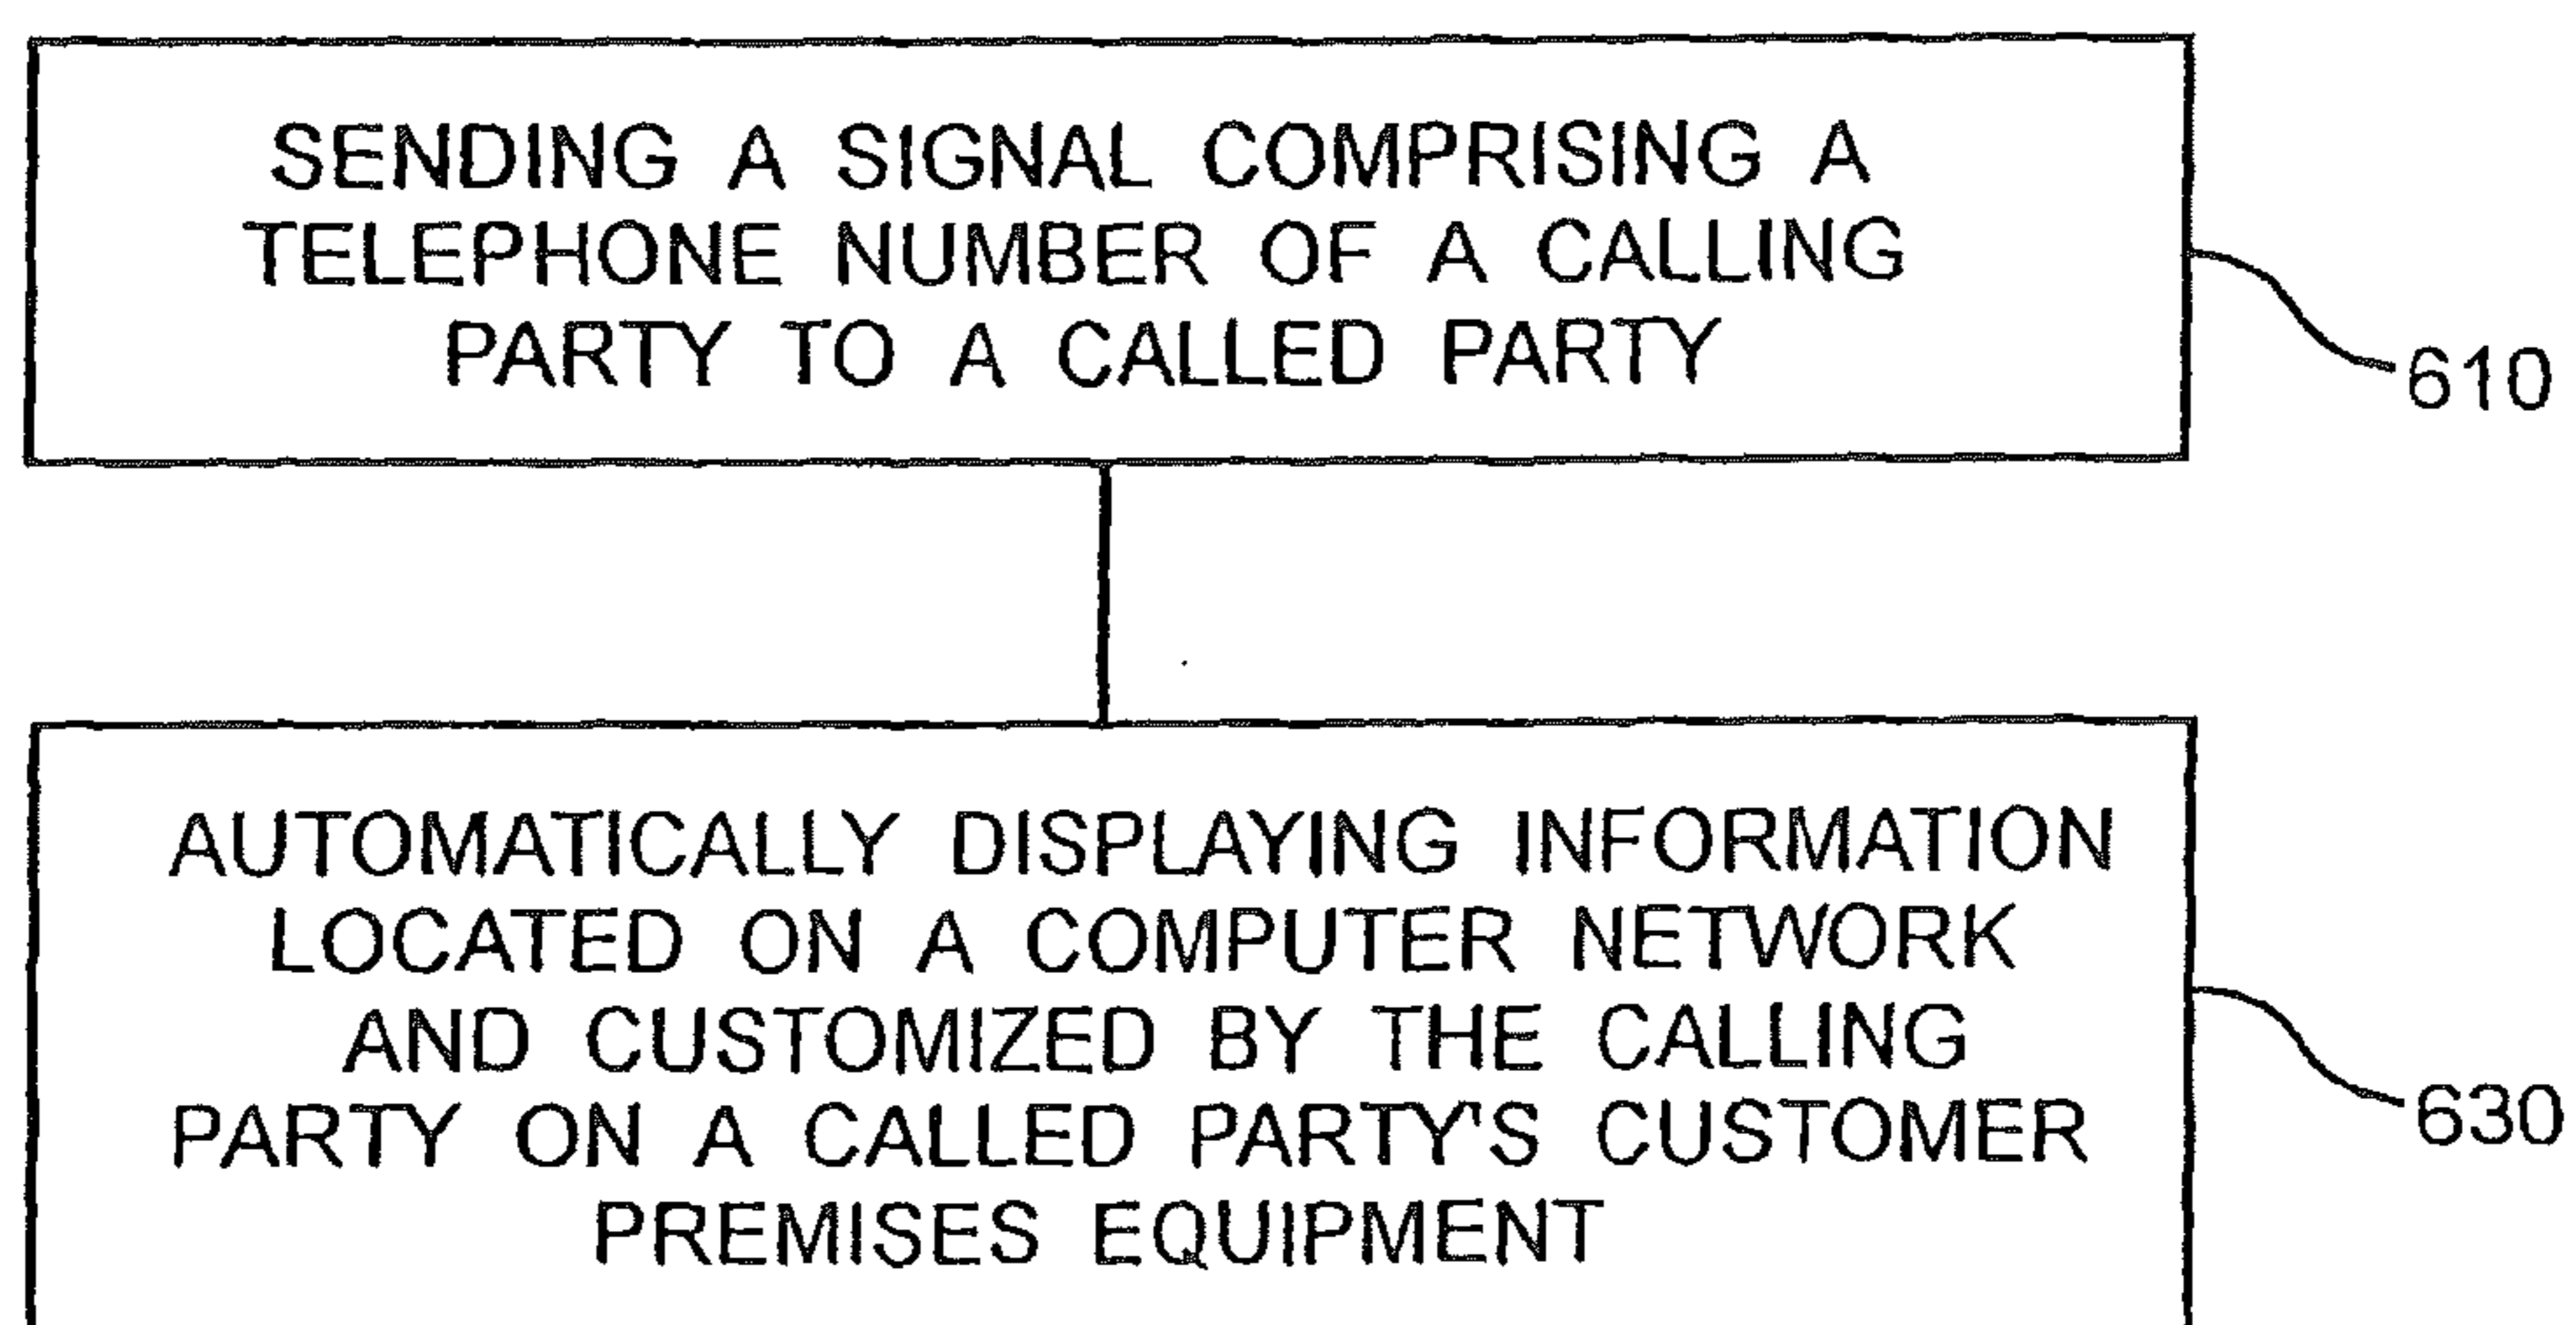 SENDING A SIGNAL COMPRISING A
TELEPHONE NUMBER OF A CALLING
PARTY TO A CALLED PARTY
610
AUTOMATICALLY DISPLAYING INFORMATION
LOCATED ON A COMPUTER NETWORK
AND CUSTOMIZED BY THE CALLING
PARTY ON A CALLED PARTY'S CUSTOMER
PREMISES EQUIPMENT
630